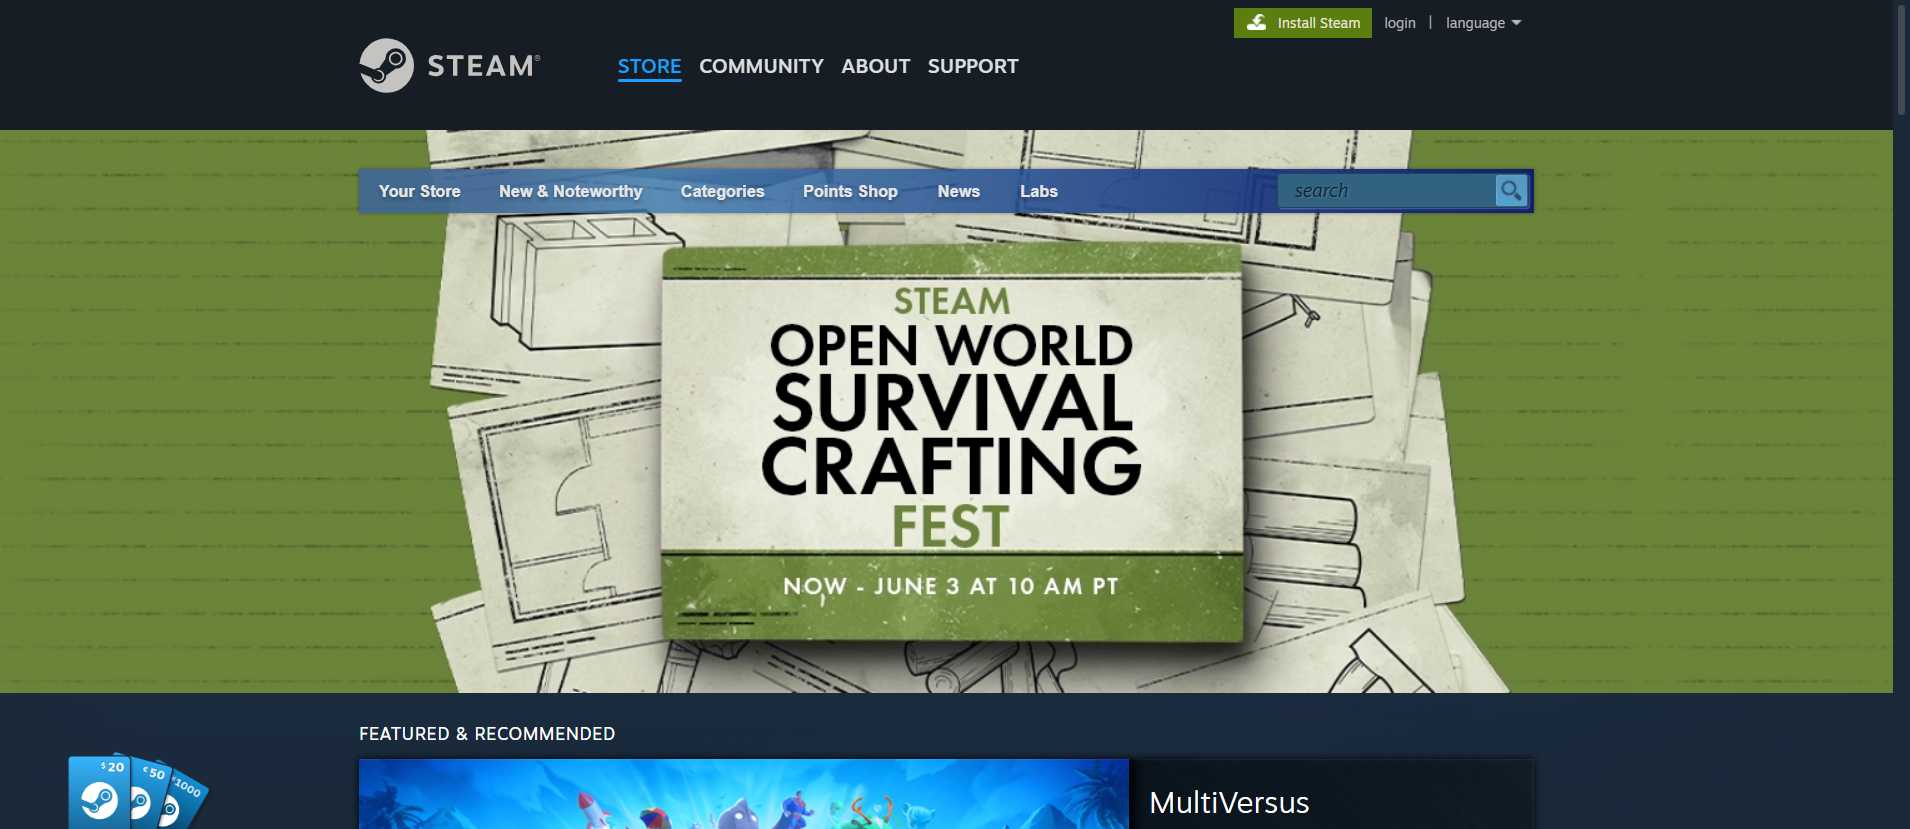 Install Steam login | language
STEAM®
STORE COMMUNITY ABOUT SUPPORT
Your Store New & Noteworthy Categories Points Shop News Labs search
STEAM
OPEN WORLD
SURVIVAL
CRAFTING
FEST
NOW - JUNE 3 AT 10 AM PT
FEATURED & RECOMMENDED
$20
€50
¥1000
MultiVersus